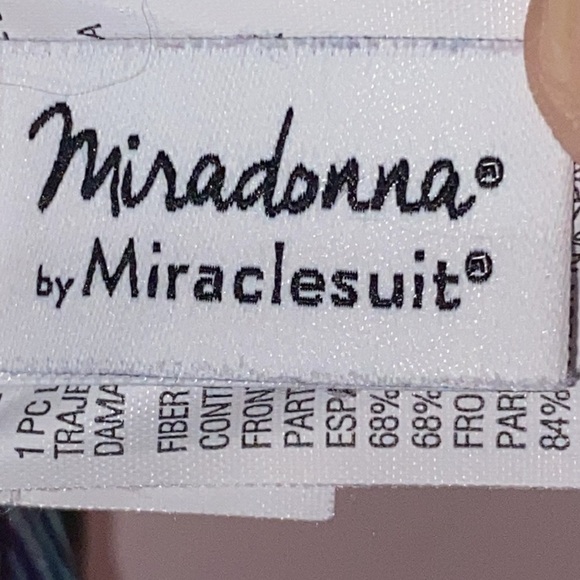 Miradonna®
by Miraclesuit®
1 PC
TRAJE
DAMA
FIBER
CONT
FRON
PART
ESPA
68%
68%
FRO
PAR
84%